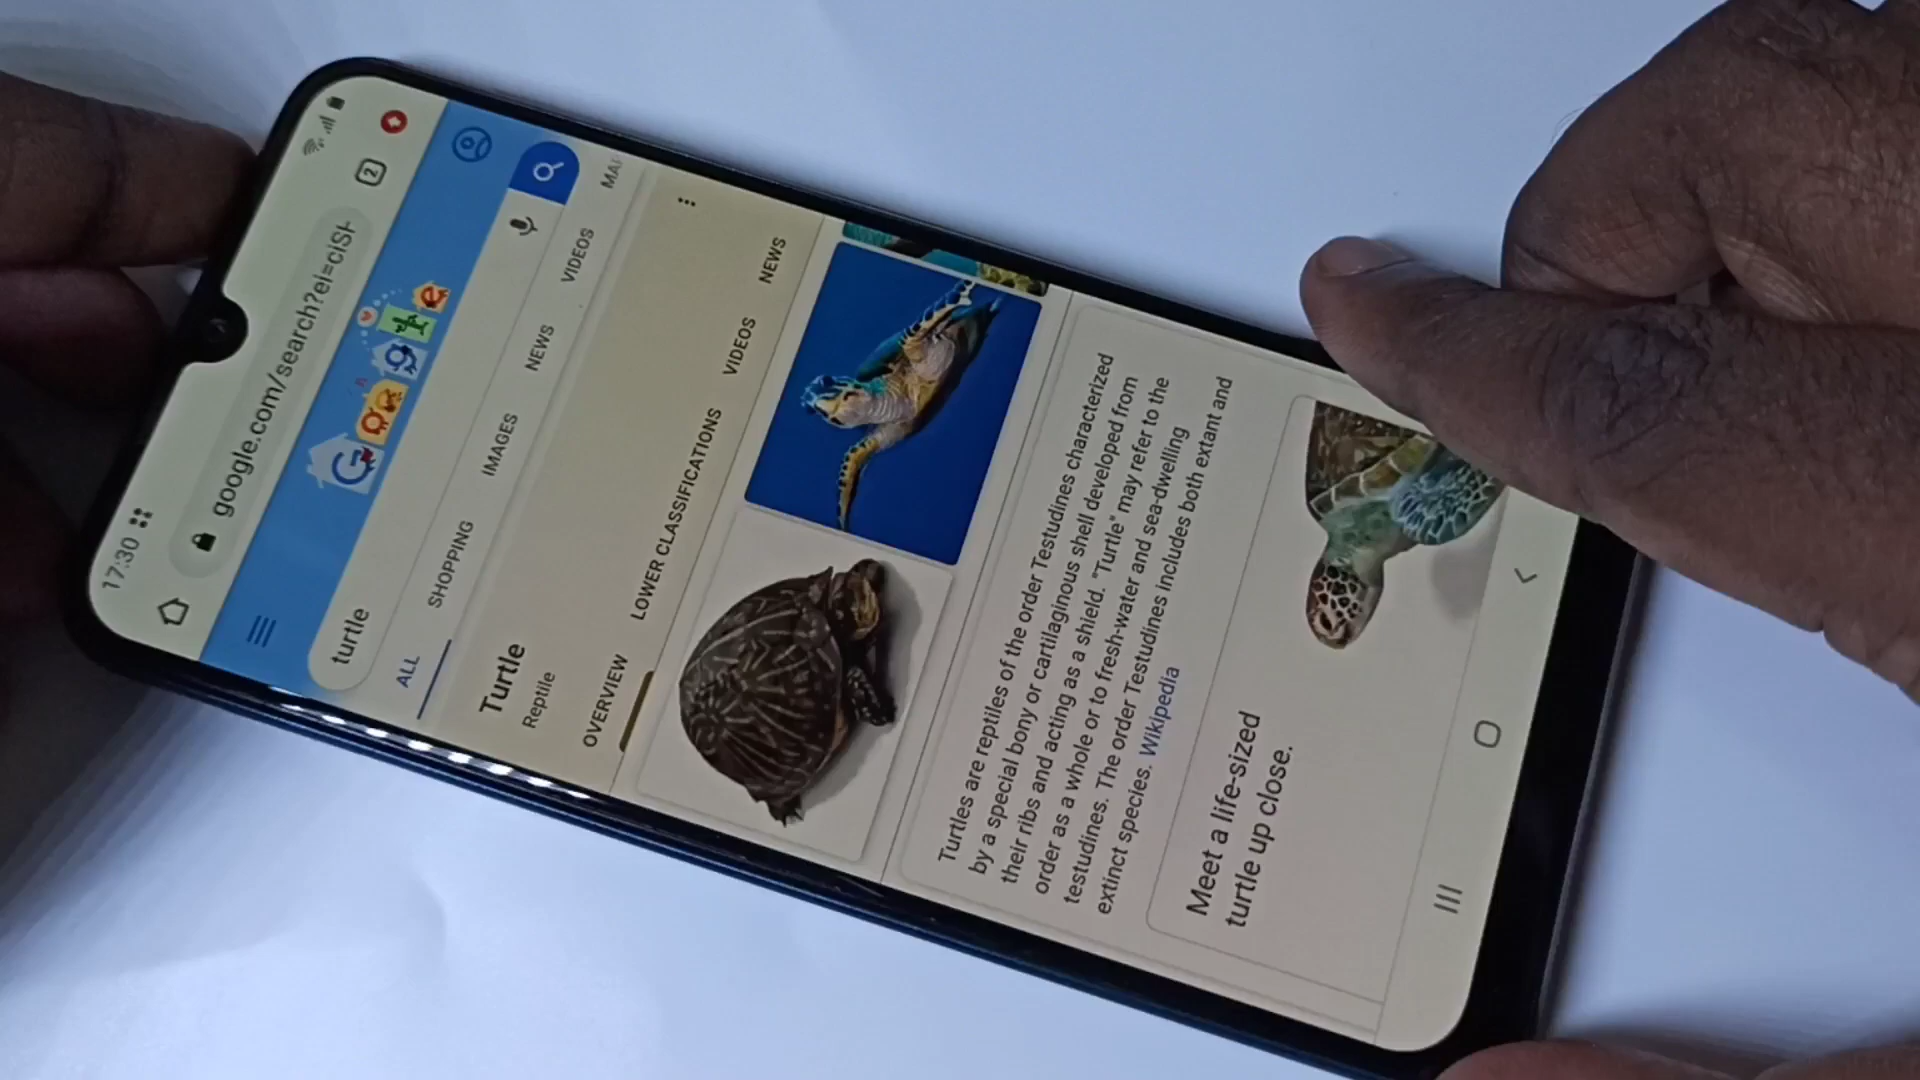 17:30
google.com/search?ei=ciSH
2
Google
turtle
ALL SHOPPING IMAGES NEWS VIDEOS MAP
Turtle
Reptile
OVERVIEW LOWER CLASSIFICATIONS VIDEOS NEWS
Turtles are reptiles of the order Testudines characterized
by a special bony or cartilaginous shell developed from
their ribs and acting as a shield. "Turtle" may refer to the
order as a whole or to fresh-water and sea-dwelling
testudines. The order Testudines includes both extant and
extinct species. Wikipedia
Meet a life-sized
turtle up close.